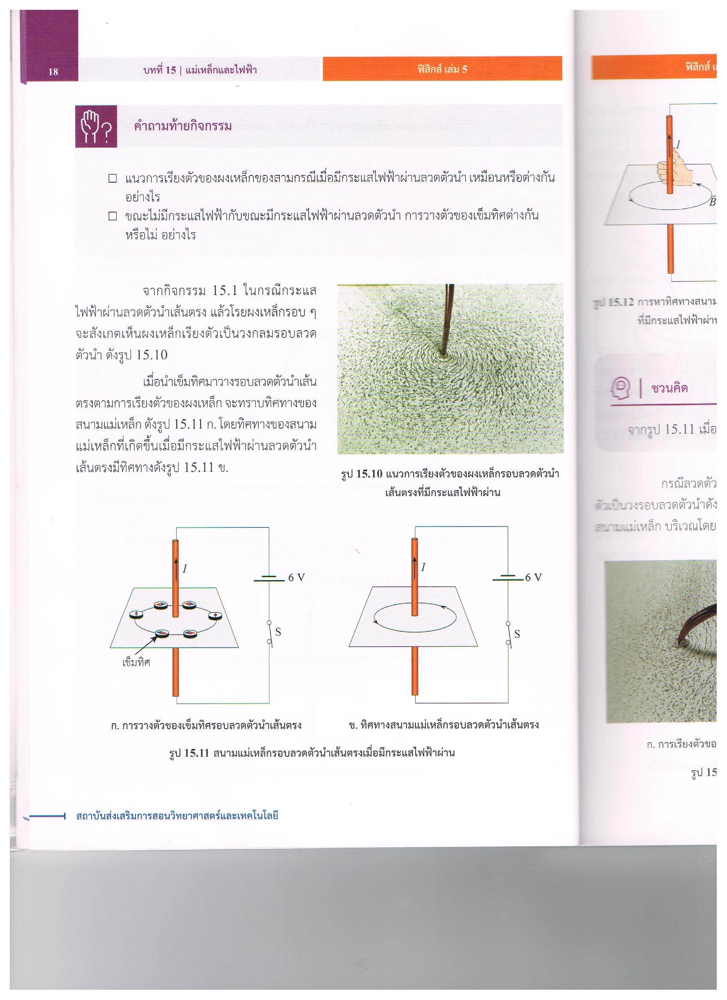 18
บทที่ 15 | แม่เหล็กและไฟฟ้า
ฟิสิกส์ เล่ม 5
คำถามท้ายกิจกรรม
แนวการเรียงตัวของผงเหล็กของสามกรณีเมื่อมีกระแสไฟฟ้าผ่านลวดตัวนำ เหมือนหรือต่างกัน
อย่างไร
ขณะไม่มีกระแสไฟฟ้ากับขณะมีกระแสไฟฟ้าผ่านลวดตัวนำ การวางตัวของเข็มทิศต่างกัน
หรือไม่ อย่างไร
จากกิจกรรม 15.1 ในกรณีกระแส
ไฟฟ้าผ่านลวดตัวนำเส้นตรง แล้วโรยผงเหล็กรอบ ๆ
จะสังเกตเห็นผงเหล็กเรียงตัวเป็นวงกลมรอบลวด
ตัวนำ ดังรูป 15.10
เมื่อนำเข็มทิศมาวางรอบลวดตัวนำเส้น
ตรงตามการเรียงตัวของผงเหล็ก จะทราบทิศทางของ
สนามแม่เหล็ก ดังรูป 15.11 ก. โดยทิศทางของสนาม
แม่เหล็กที่เกิดขึ้นเมื่อมีกระแสไฟฟ้าผ่านลวดตัวนำ
เส้นตรงมีทิศทางดังรูป 15.11 ข.
รูป 15.10 แนวการเรียงตัวของผงเหล็กรอบลวดตัวนำ
เส้นตรงที่มีกระแสไฟฟ้าผ่าน
I
6 V
S
เข็มทิศ
ก. การวางตัวของเข็มทิศรอบลวดตัวนำเส้นตรง
I
6 V
S
ข. ทิศทางสนามแม่เหล็กรอบลวดตัวนำเส้นตรง
รูป 15.11 สนามแม่เหล็กรอบลวดตัวนำเส้นตรงเมื่อมีกระแสไฟฟ้าผ่าน
สถาบันส่งเสริมการสอนวิทยาศาสตร์และเทคโนโลยี
ฟิสิกส์
I
B
รูป 15.12 การหาทิศทางสนาม
ที่มีกระแสไฟฟ้าผ่าน
ชวนคิด
จากรูป 15.11 เมื่อ
กรณีลวดตัว
ตัวเป็นวงรอบลวดตัวนำดัง
สนามแม่เหล็ก บริเวณโดย
ก. การเรียงตัวขอ
รูป 15